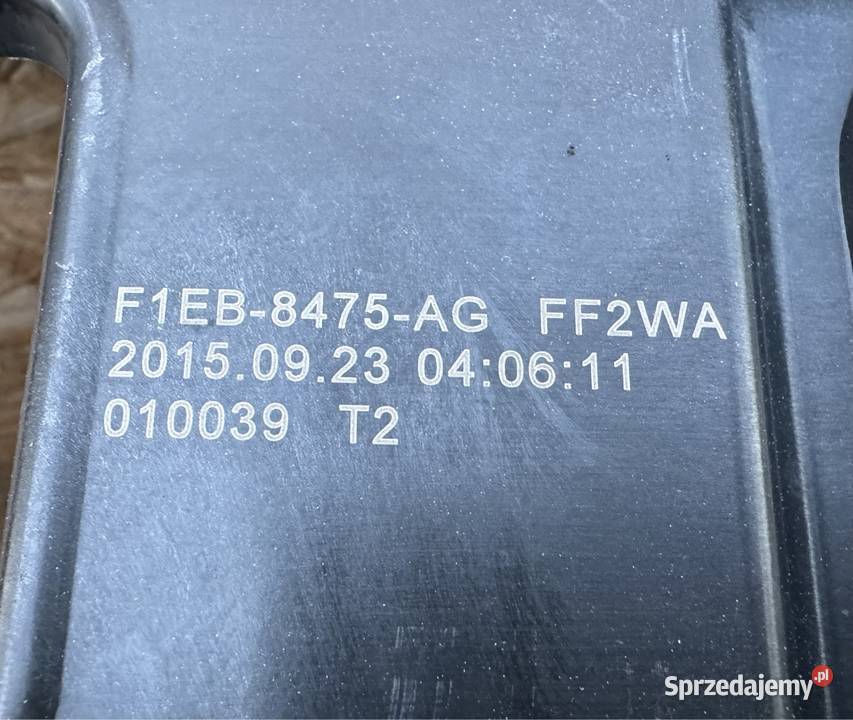 F1EB-8475-AG FF2WA
2015.09.23 04:06:11
010039 T2
Sprzedajemy.pl